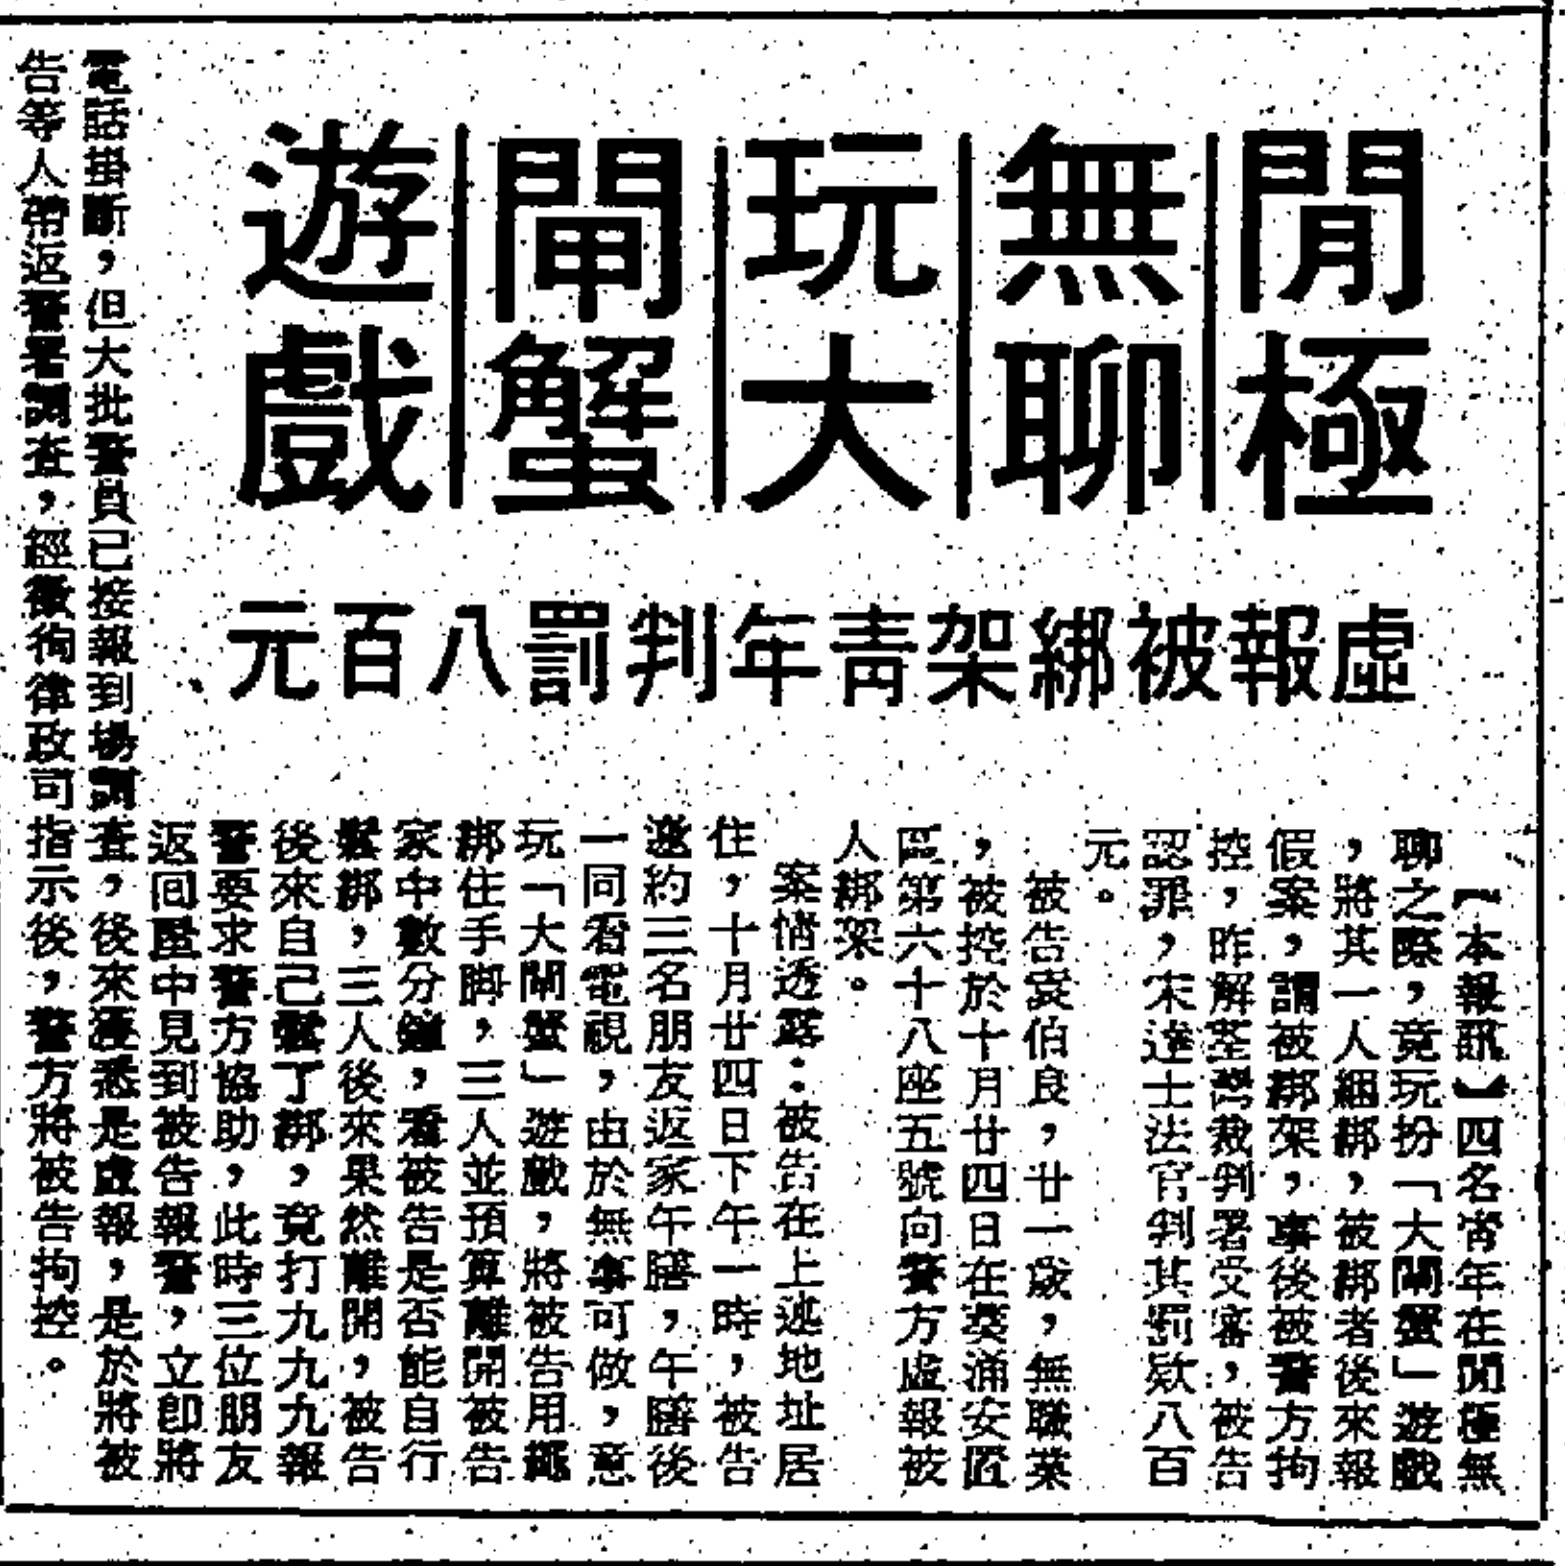 閒極
無聊
玩大
閘蟹
遊戲
虛報被綁架青年判罰八百元
【本報訊】四名靑年在閒極無
聊之際，竟玩扮「大閘蟹」遊戲
，將其一人綑綁，被綁者後來報
假案，謂被綁架，事後被警方拘
控，昨解荃灣裁判署受審，被告
認罪，宋達士法官判其罰欵八百
元。
被告袁伯良，廿一歲，無職業
，被控於十月廿四日在葵涌安置
區第六十八座五號向警方虛報被
人綁架。
案情透露：被告在上述地址居
住，十月廿四日下午一時，被告
邀約三名朋友返家午膳，午膳後
一同看電視，由於無事可做，意
玩「大閘蟹」遊戲，將被告用繩
綁住手脚，三人並預算離開被告
家中數分鐘，看被告是否能自行
鬆綁，三人後來果然離開，被告
後來自己鬆了綁，竟打九九九報
警要求警方協助，此時三位朋友
返回屋中見到被告報警，立卽將
電話掛斷，但大批警員已接報到場調查，後來獲悉是虛報，是於將被
告等人帶返警署調查，經徵徇律政司指示後，警方將被告拘控。